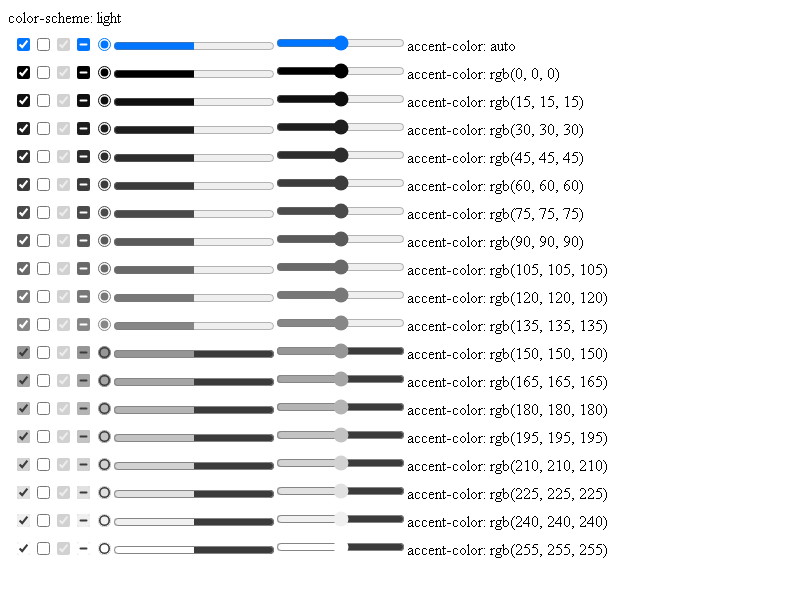 color-scheme: light
accent-color: auto
accent-color: rgb(0, 0, 0)
accent-color: rgb(15, 15, 15)
accent-color: rgb(30, 30, 30)
accent-color: rgb(45, 45, 45)
accent-color: rgb(60, 60, 60)
accent-color: rgb(75, 75, 75)
accent-color: rgb(90, 90, 90)
accent-color: rgb(105, 105, 105)
accent-color: rgb(120, 120, 120)
accent-color: rgb(135, 135, 135)
accent-color: rgb(150, 150, 150)
accent-color: rgb(165, 165, 165)
accent-color: rgb(180, 180, 180)
accent-color: rgb(195, 195, 195)
accent-color: rgb(210, 210, 210)
accent-color: rgb(225, 225, 225)
accent-color: rgb(240, 240, 240)
accent-color: rgb(255, 255, 255)